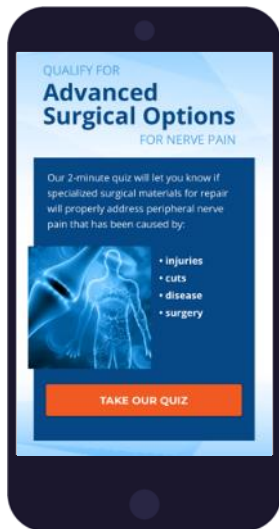 QUALIFY FOR
Advanced
Surgical Options
FOR NERVE PAIN
Our 2-minute quiz will let you know if
specialized surgical materials for repair
will properly address peripheral nerve
pain that has been caused by:
• injuries
• cuts
• disease
• surgery
TAKE OUR QUIZ